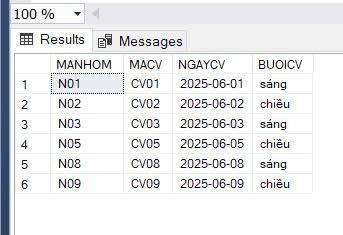 100 %
Results Messages
MANHOM MACV NGAYCV BUOICV
1 N01 CV01 2025-06-01 sáng
2 N02 CV02 2025-06-02 chiều
3 N03 CV03 2025-06-03 sáng
4 N05 CV05 2025-06-05 chiều
5 N08 CV08 2025-06-08 sáng
6 N09 CV09 2025-06-09 chiều